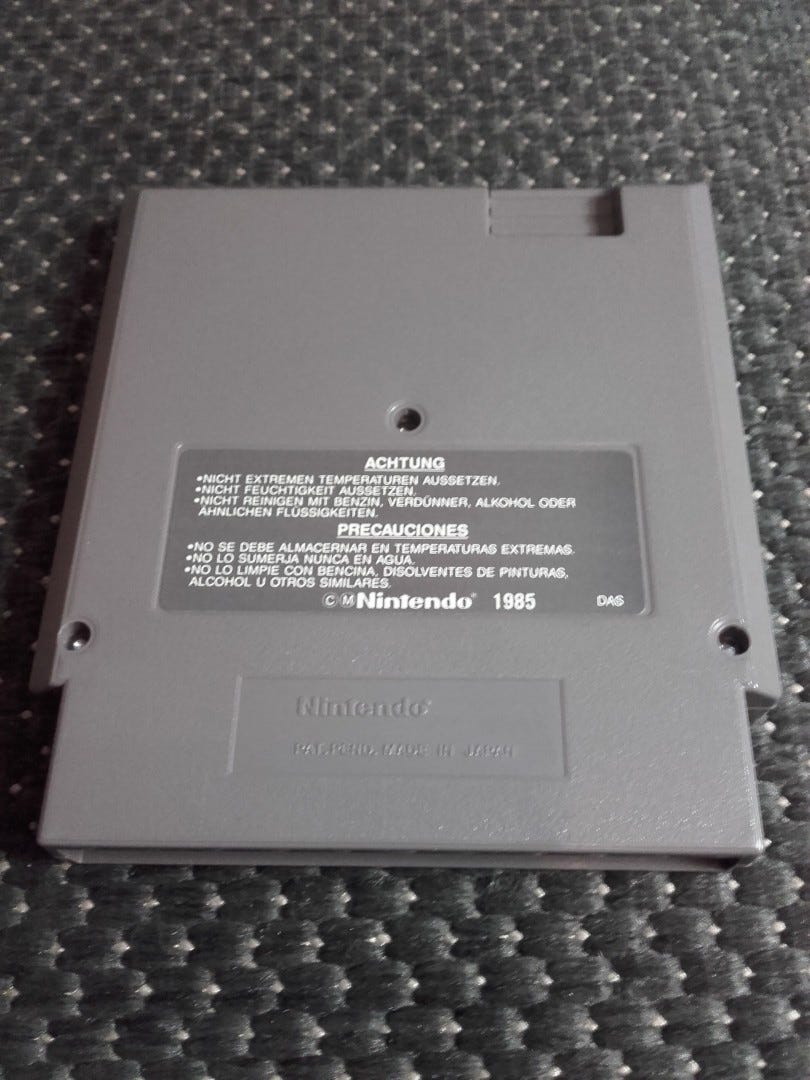 ACHTUNG
•NICHT EXTREMEN TEMPERATUREN AUSSETZEN.
•NICHT FEUCHTIGKEIT AUSSETZEN.
•NICHT REINIGEN MIT BENZIN, VERDÜNNER, ALKOHOL ODER
ÄHNLICHEN FLÜSSIGKEITEN.
PRECAUCIONES
•NO SE DEBE ALMACERNAR EN TEMPERATURAS EXTREMAS.
•NO LO SUMERJA NUNCA EN AGUA.
•NO LO LIMPIE CON BENCINA, DISOLVENTES DE PINTURAS,
ALCOHOL U OTROS SIMILARES.
©Ⓜ Nintendo® 1985 DAS
Nintendo®
PAT. PEND. MADE IN JAPAN